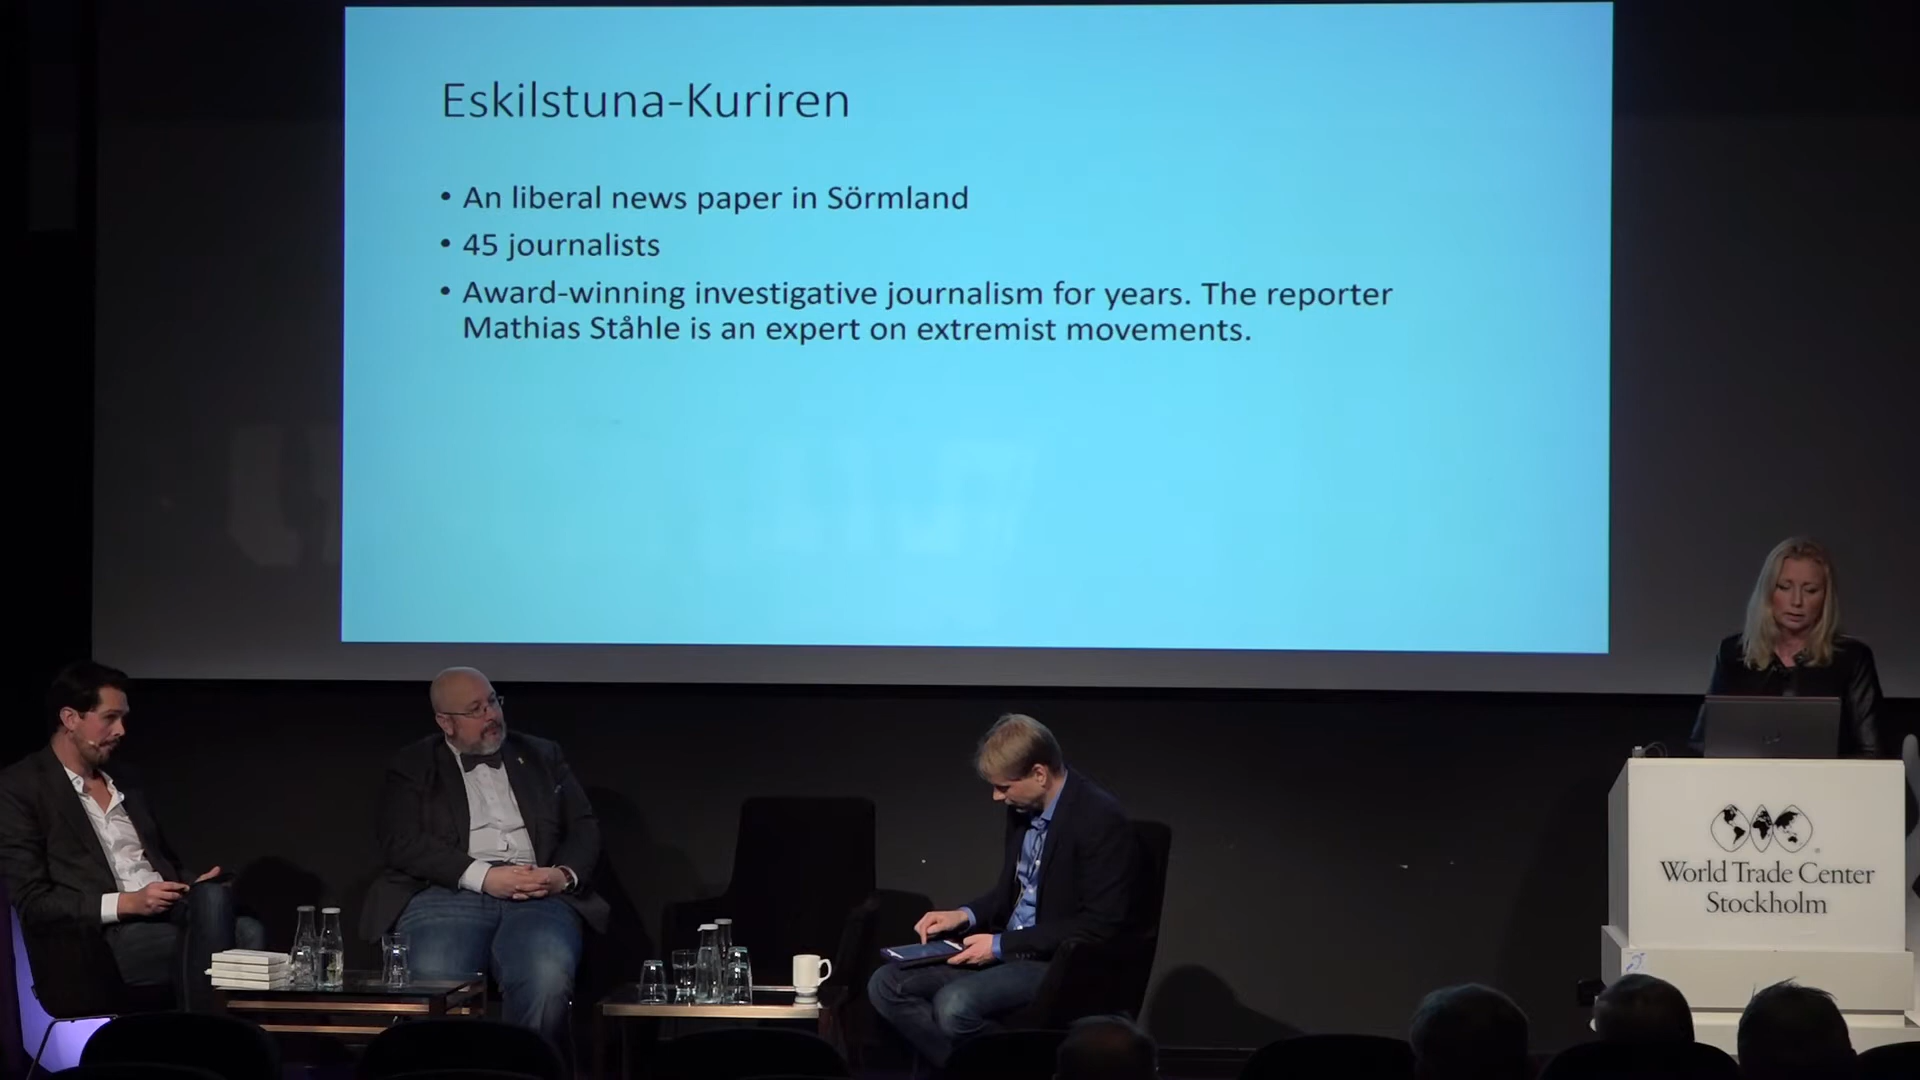 Eskilstuna-Kuriren
• An liberal news paper in Sörmland
• 45 journalists
• Award-winning investigative journalism for years. The reporter
Mathias Ståhle is an expert on extremist movements.
World Trade Center
Stockholm